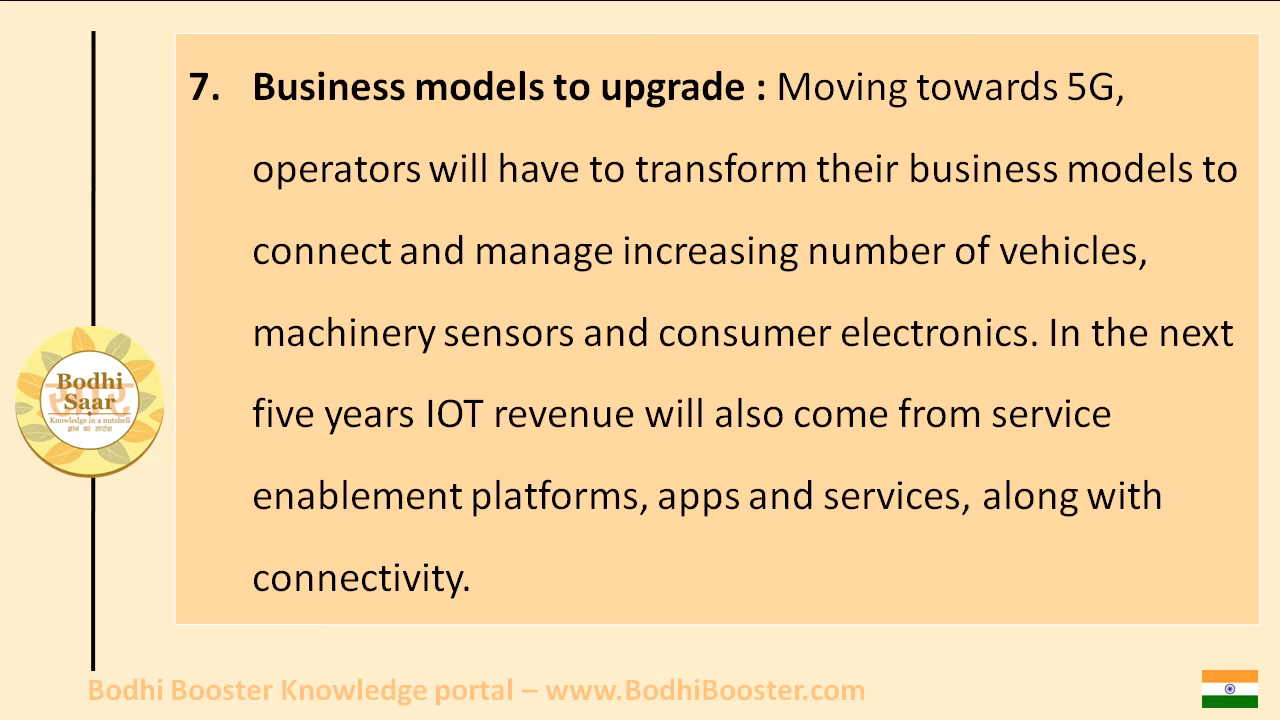 7. Business models to upgrade : Moving towards 5G,
operators will have to transform their business models to
connect and manage increasing number of vehicles,
machinery sensors and consumer electronics. In the next
five years IOT revenue will also come from service
enablement platforms, apps and services, along with
connectivity.
Bodhi
Saar
Knowledge in a nutshell
ज्ञान का सारांश
Bodhi Booster Knowledge portal – www.BodhiBooster.com